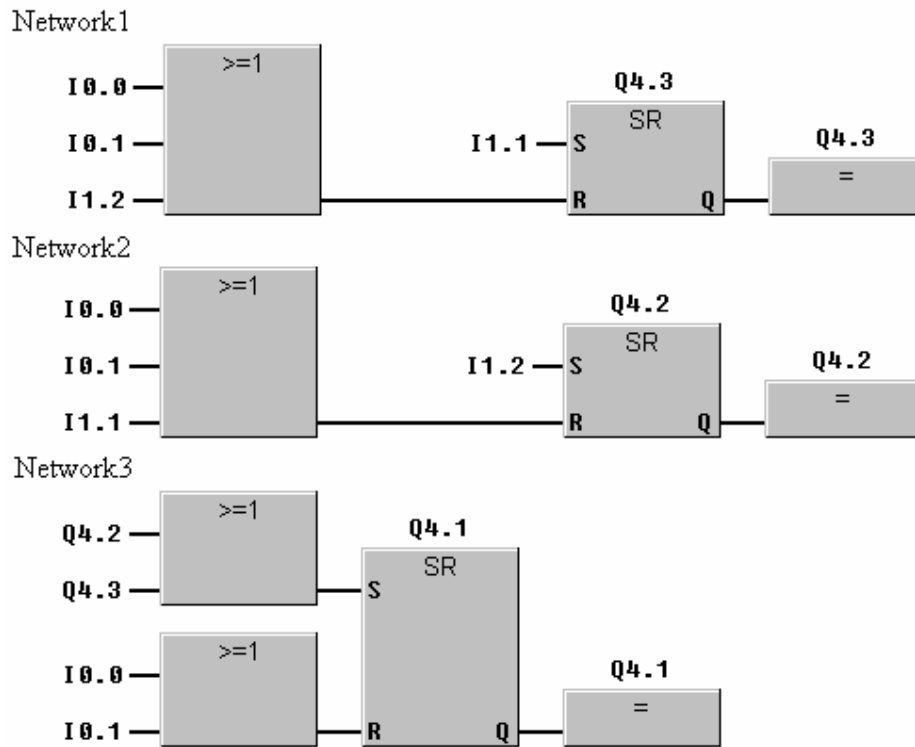 Network1
>=1
I0.0
Q4.3
SR
I0.1
I1.1
S
Q4.3
=
I1.2
R
Q
Network2
>=1
I0.0
Q4.2
SR
I0.1
I1.2
S
Q4.2
=
I1.1
R
Q
Network3
>=1
Q4.2
Q4.1
SR
Q4.3
S
>=1
I0.0
Q4.1
=
I0.1
R
Q